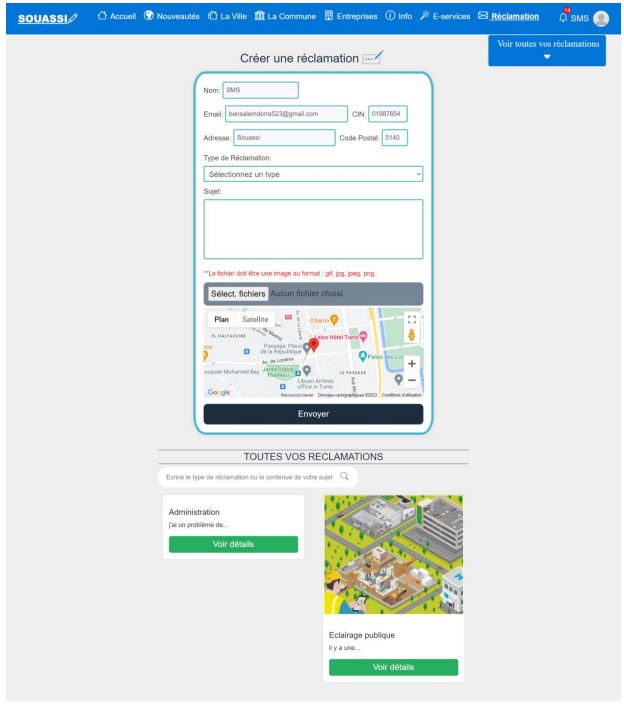 SOUASSI Accueil Nouveautés La Ville La Commune Entreprises Info E-services Réclamation 14 SMS
Voir toutes vos réclamations
Créer une réclamation
Nom: SMS
Email: bensalemdorra523@gmail.com CIN: 01987654
Adresse: Souassi Code Postal: 5140
Type de Réclamation:
Sélectionnez un type
Sujet:
**Le fichier doit être une image au format : gif, jpg, jpeg, png.
Sélect. fichiers Aucun fichier choisi
Plan Satellite
O'barno
EL HALFAOUINE
Laico Hôtel Tunis
Passage Place
de la République
Palais des Con
Av. de Londres
osquée Mohamed Bey
Jardin Habib
Thameur
LE PASSAGE
Libyan Airlines
office in Tunis
Google Raccourcis clavier Données cartographiques ©2023 Conditions d'utilisation
Envoyer
TOUTES VOS RECLAMATIONS
Ecrice le type de réclamation ou le contenue de votre sujet
Administration
j'ai un problème de...
Voir détails
Eclairage publique
il y a une...
Voir détails